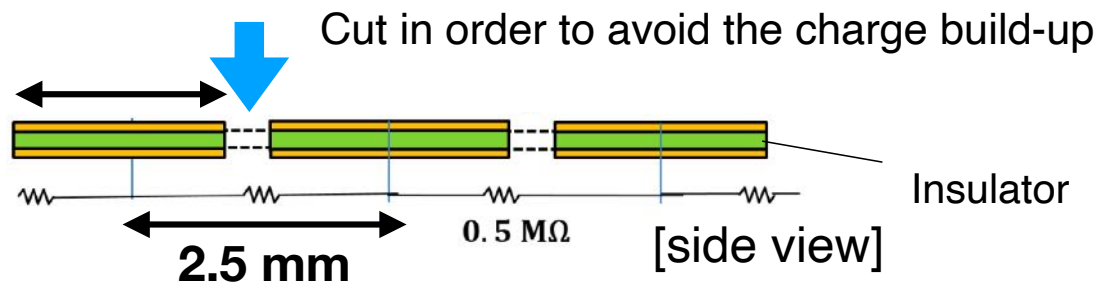 Cut in order to avoid the charge build-up
Insulator
0.5 MΩ
[side view]
2.5 mm